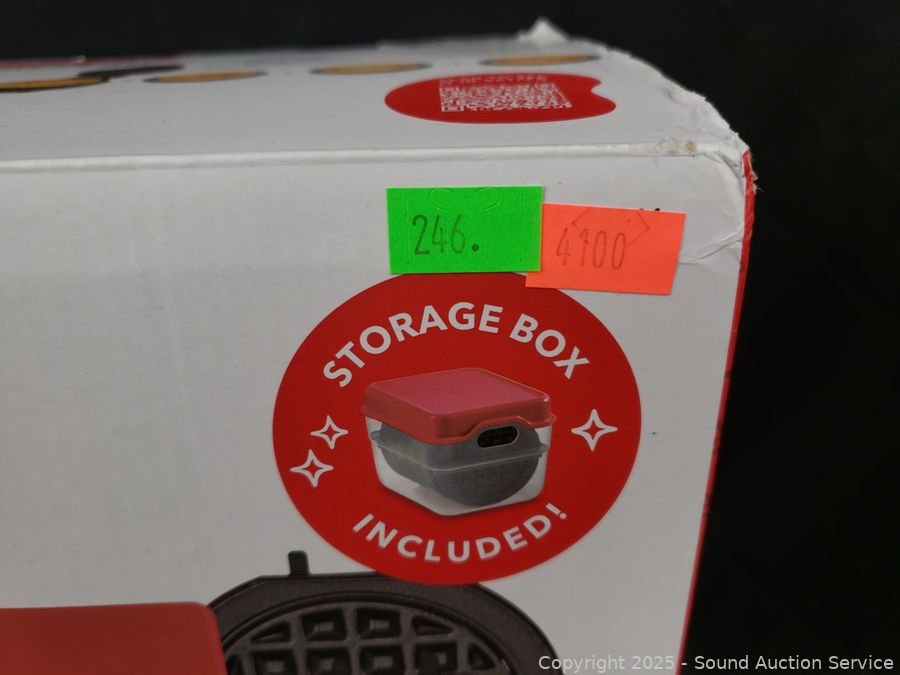 246.
4100
STORAGE BOX
INCLUDED!
Copyright 2025 - Sound Auction Service